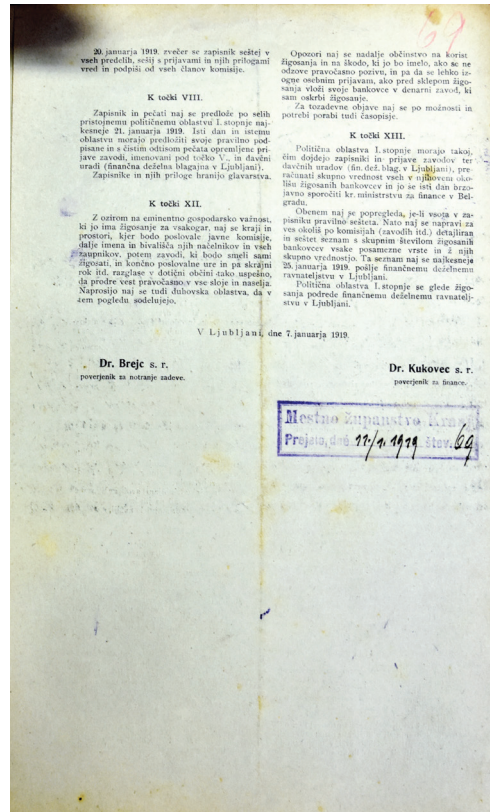 69
20. januarja 1919. zvečer se zapisnik seštej v
vseh predelih, sešij s prijavami in njih prilogami
vred in podpiši od vseh članov komisije.
K točki VIII.
Zapisnik in pečati naj se predlože po selih
pristojnemu političnemu oblastvu I. stopnje naj-
kesneje 21. januarja 1919. Isti dan in istemu
oblastvu morajo predložiti svoje pravilno pod-
pisane in s čistim odtisom pečata opremljene pri-
jave zavodi, imenovani pod točko V., in davčni
uradi (finančna deželna blagajna v Ljubljani).
Zapisnike in njih priloge hranijo glavarstva.
K točki XII.
Z ozirom na eminentno gospodarsko važnost,
ki jo ima žigosanje za vsakogar, naj se kraji in
prostori, kjer bodo poslovale javne komisije,
dalje imena in bivališča njih načelnikov in vseh
zaupnikov, potem zavodi, ki bodo smeli sami
žigosati, in končno poslovalne ure in pa skrajni
rok itd. razglase v dotični občini tako uspešno,
da prodre vest pravočasno v vse sloje in naselja.
Naprosijo naj se tudi duhovska oblastva, da v
tem pogledu sodelujejo.
Opozori naj se nadalje občinstvo na korist
žigosanja in na škodo, ki jo bo imelo, ako se ne
odzove pravočasno pozivu, in pa da se lehko iz-
ogne osebnim prijavam, ako pred sklepom žigo-
sanja vloži svoje bankovce v denarni zavod, ki
sam oskrbi žigosanje.
Za tozadevne objave naj se po možnosti in
potrebi porabi tudi časopisje.
K točki XIII.
Politična oblastva I. stopnje morajo takoj,
čim dojdejo zapisniki in prijave zavodov ter
davčnih uradov (fin. dež. blag. v Ljubljani), pre-
računati skupno vrednost vseh v njihovem oko-
lišu žigosanih bankovcev in jo še isti dan brzo-
javno sporočiti kr. ministrstvu za finance v Bel-
gradu.
Obenem naj se popregleda, je-li vsota v za-
pisniku pravilno sešteta. Nato naj se napravi za
ves okoliš po komisijah (zavodih itd.) detajliran
in seštet seznam s skupnim številom žigosanih
bankovcev vsake posamezne vrste in z njih
skupno vrednostjo. Ta seznam naj se najkesneje
25. januarja 1919. pošlje finančnemu deželnemu
ravnateljstvu v Ljubljani.
Politična oblastva I. stopnje se glede žigo-
sanja podrede finančnemu deželnemu ravnatelj-
stvu v Ljubljani.
V Ljubljani, dne 7. januarja 1919.
Dr. Brejc s. r.
poverjenik za notranje zadeve.
Dr. Kukovec s. r.
poverjenik za finance.
Mestno županstvo Kranj
Prejeto, dne 11/1. 1919 štev. 69